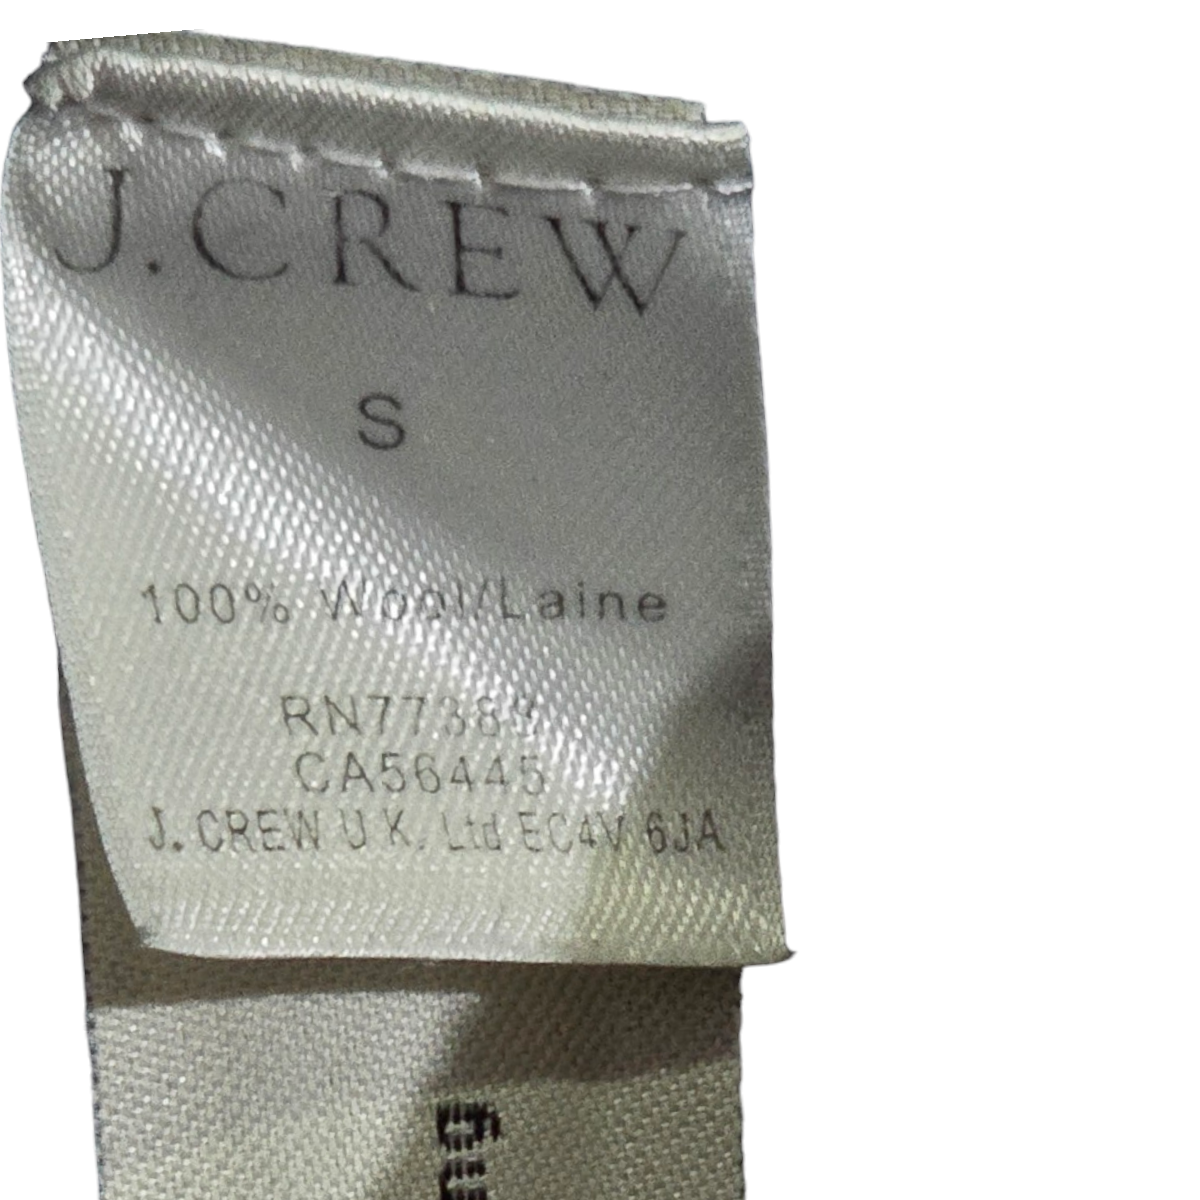 J.CREW
S
100% Wool/Laine
RN77388
CA56445
J. CREW U.K. Ltd EC4V 6JA